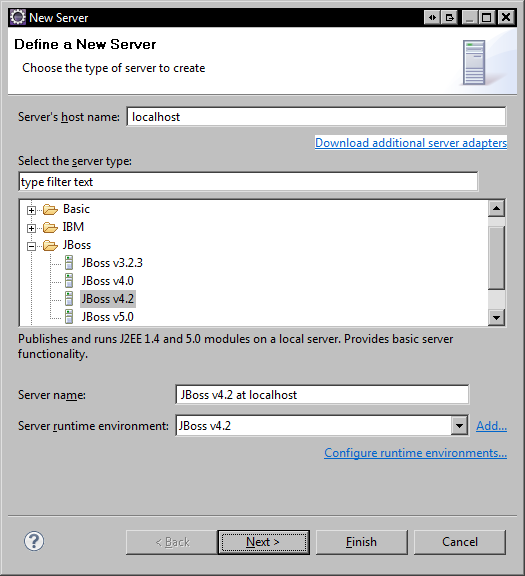 New Server
Define a New Server
Choose the type of server to create
Server's host name: localhost
Download additional server adapters
Select the server type:
type filter text
Basic
IBM
JBoss
JBoss v3.2.3
JBoss v4.0
JBoss v4.2
JBoss v5.0
Publishes and runs J2EE 1.4 and 5.0 modules on a local server. Provides basic server
functionality.
Server name: JBoss v4.2 at localhost
Server runtime environment: JBoss v4.2 Add...
Configure runtime environments...
? < Back Next > Finish Cancel